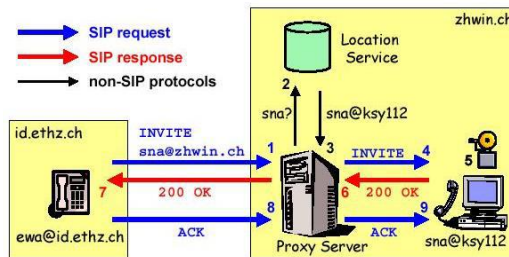 SIP request
SIP response
non-SIP protocols
zhwin.ch
Location
Service
2
sna?
sna@ksy112
id.ethz.ch
INVITE
sna@zhwin.ch
1
3
INVITE
4
5
7
200 OK
6
200 OK
8
ACK
ACK
9
ewa@id.ethz.ch
Proxy Server
sna@ksy112